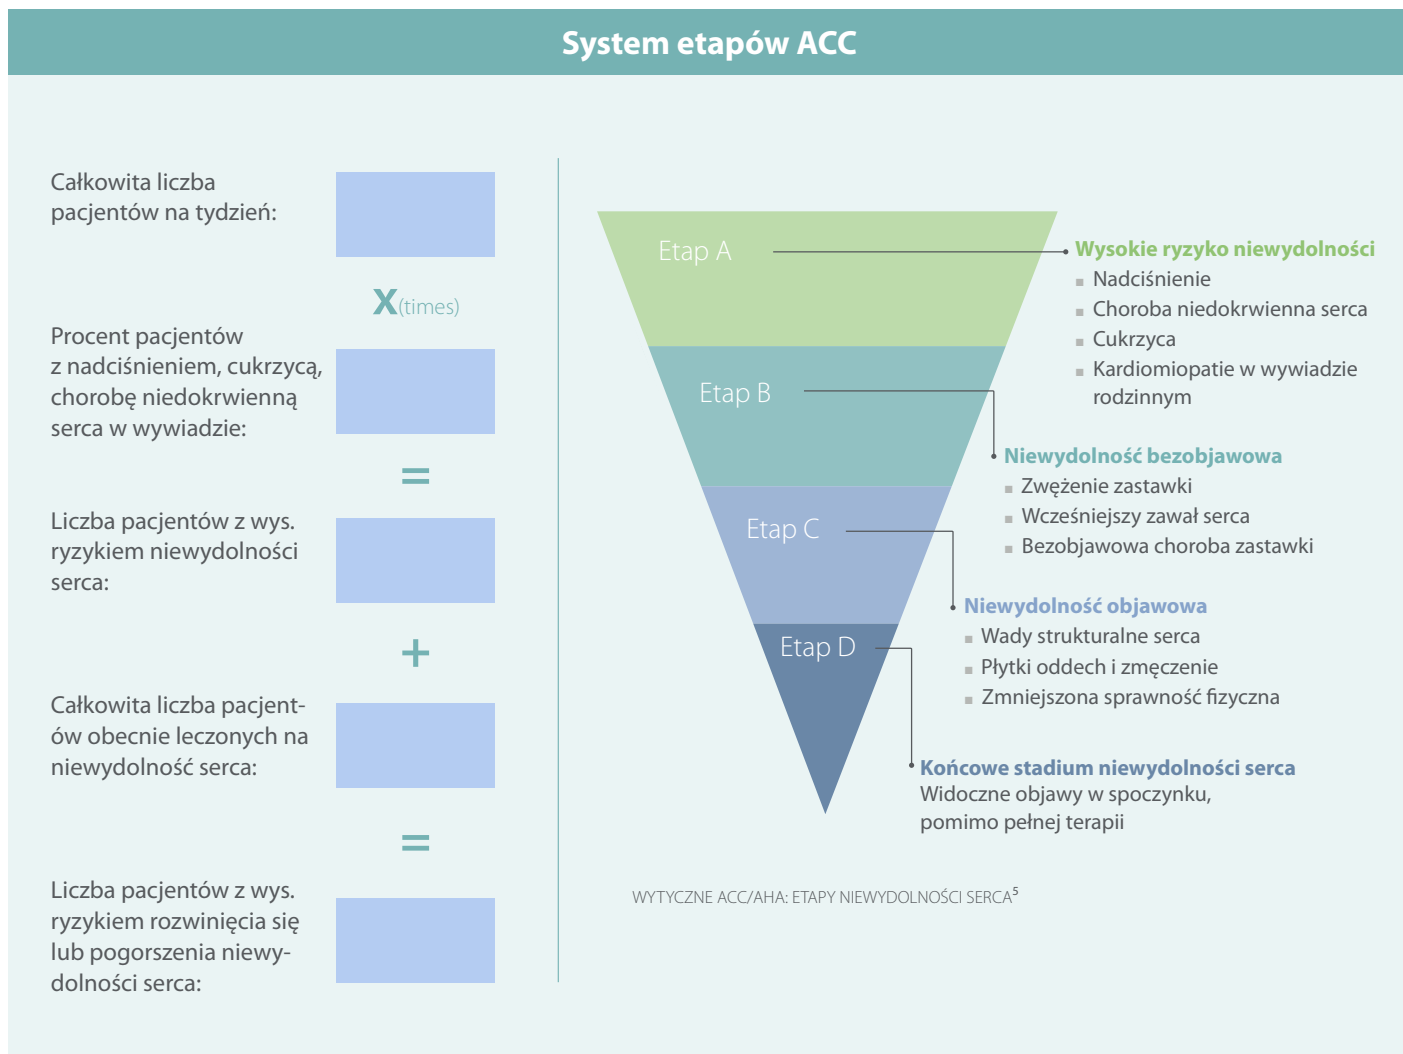 System etapów ACC
Całkowita liczba
pacjentów na tydzień:
X(times)
Procent pacjentów
z nadciśnieniem, cukrzycą,
chorobę niedokrwienną
serca w wywiadzie:
=
Liczba pacjentów z wys.
ryzykiem niewydolności
serca:
+
Całkowita liczba pacjent-
ów obecnie leczonych na
niewydolność serca:
=
Liczba pacjentów z wys.
ryzykiem rozwinięcia się
lub pogorszenia niewy-
dolności serca:
Etap A
Wysokie ryzyko niewydolności
Nadciśnienie
Choroba niedokrwienna serca
Cukrzyca
Kardiomiopatie w wywiadzie
rodzinnym
Etap B
Niewydolność bezobjawowa
Zwężenie zastawki
Wcześniejszy zawał serca
Bezobjawowa choroba zastawki
Etap C
Niewydolność objawowa
Wady strukturalne serca
Płytki oddech i zmęczenie
Zmniejszona sprawność fizyczna
Etap D
Końcowe stadium niewydolności serca
Widoczne objawy w spoczynku,
pomimo pełnej terapii
WYTYCZNE ACC/AHA: ETAPY NIEWYDOLNOŚCI SERCA⁵